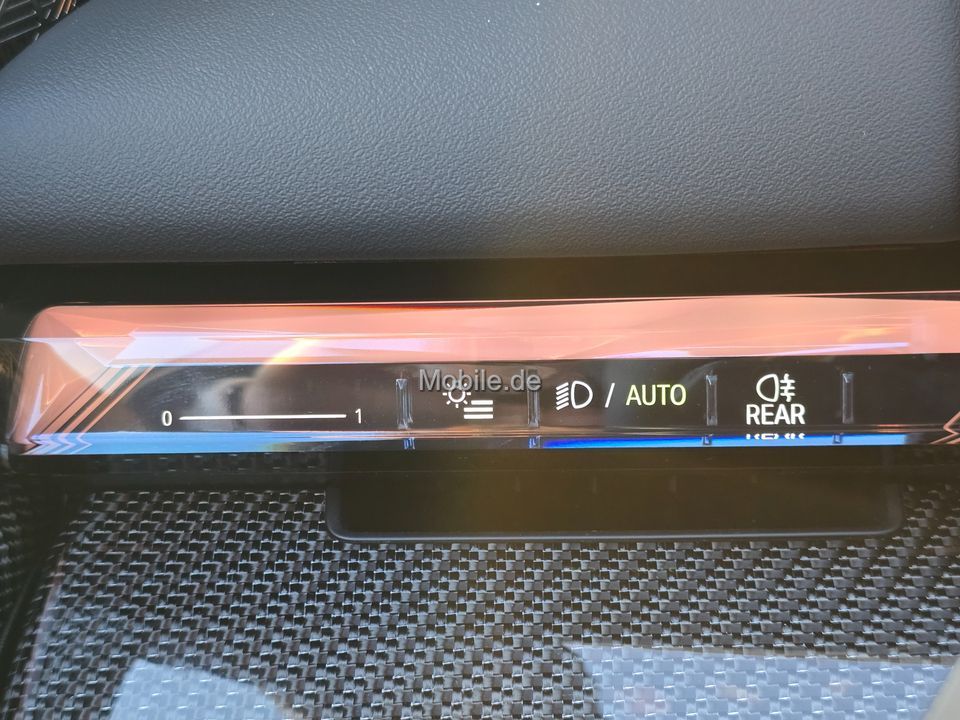 Mobile.de
0 1
/ AUTO
REAR